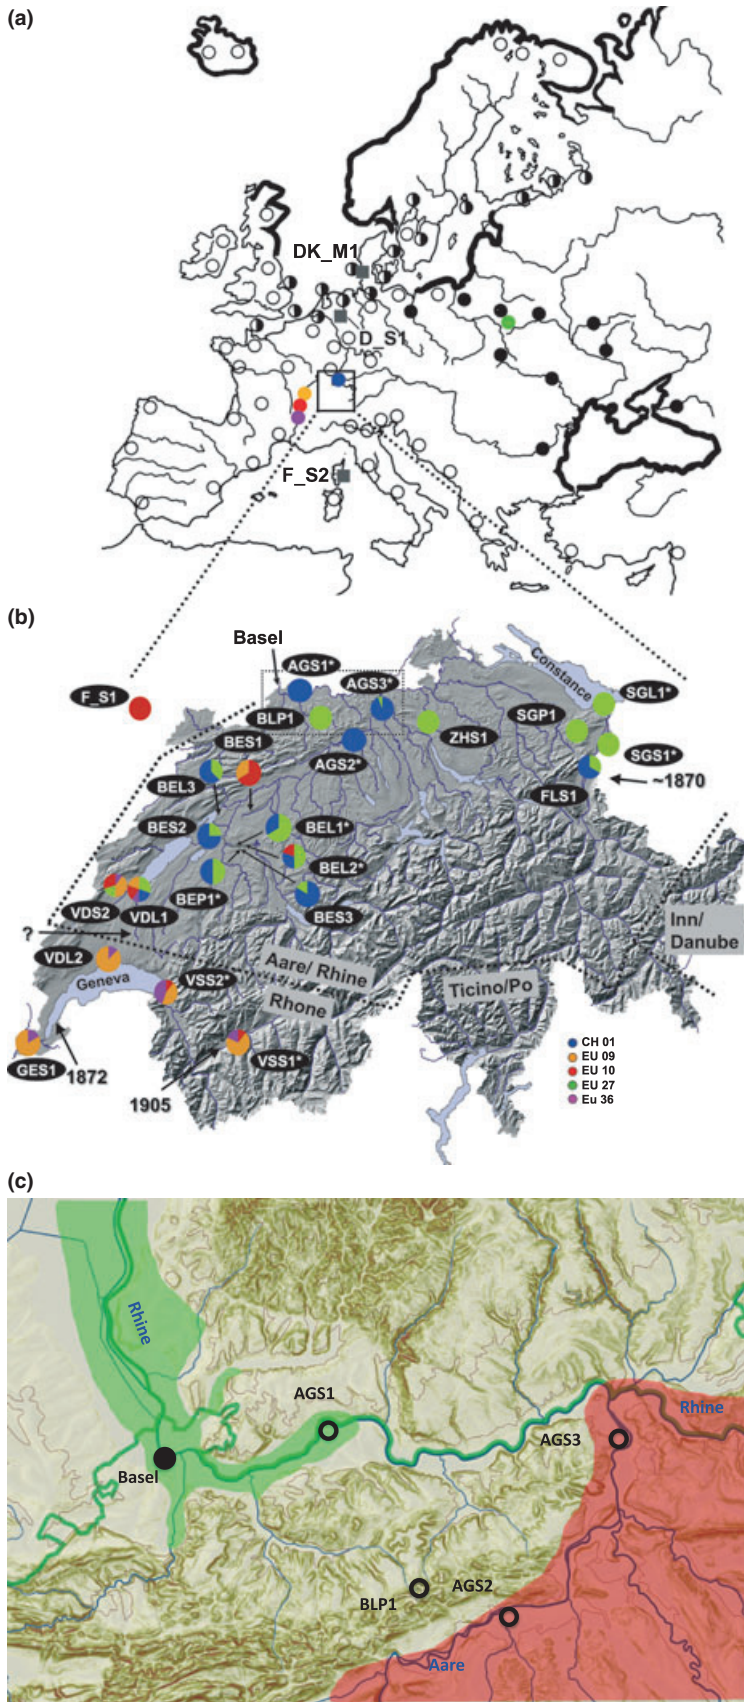 (a)
DK_M1
D_S1
F_S2
(b)
Basel
AGS1*
Constance
F_S1
AGS3*
SGL1*
BLP1
SGP1
BES1
ZHS1
SGS1*
AGS2*
BEL3
~1870
FLS1
BES2
BEL1*
BEL2*
BEP1*
BES3
VDS2
VDL1
?
Inn/
Danube
VDL2
Aare/ Rhine
Geneva
VSS2*
Ticino/Po
Rhone
CH 01
EU 09
GES1
1872
VSS1*
EU 10
EU 27
1905
Eu 36
(c)
Rhine
AGS1
Rhine
AGS3
Basel
BLP1
AGS2
Aare